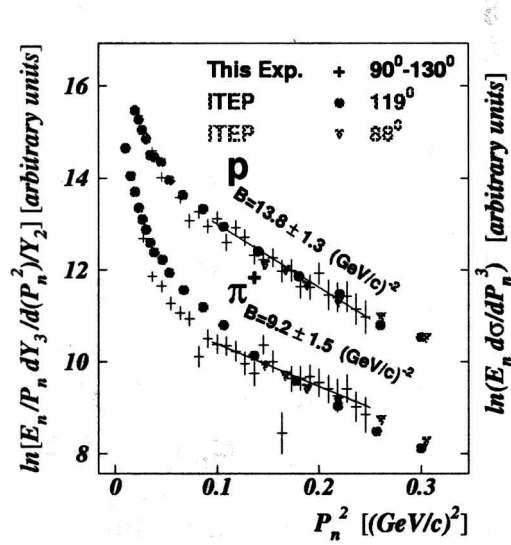 This Exp. + 90⁰-130⁰
ITEP ● 119⁰
ITEP ▼ 88⁰
p
B=13.8 ± 1.3 (GeV/c)⁻²
π⁺
B=9.2 ± 1.5 (GeV/c)⁻²
16
14
12
10
8
0
0.1
0.2
0.3
Pₙ² [(GeV/c)²]
ln[Eₙ/Pₙ dY₃/d(Pₙ²)/Y₂] [arbitrary units]
ln(Eₙ dσ/dPₙ³) [arbitrary units]